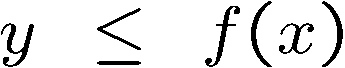 y ≤ f(x)